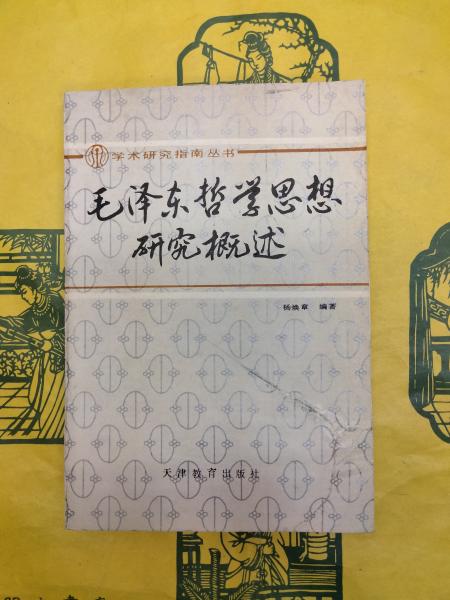 学术研究指南丛书
毛泽东哲学思想
研究概述
杨焕章 编著
天津教育出版社